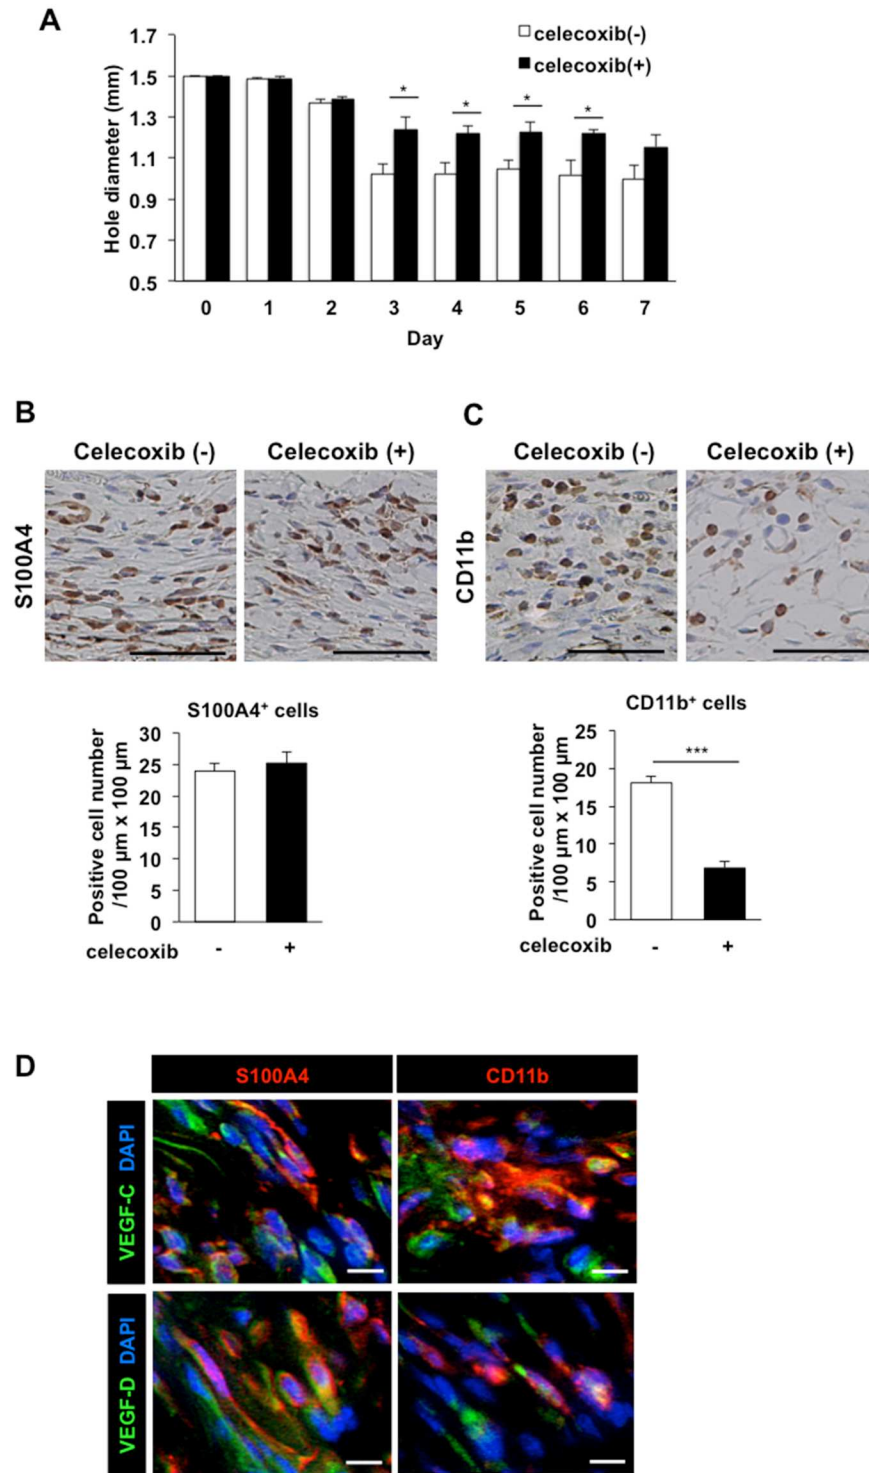 A
1.7
1.5
1.3
1.1
0.9
0.7
0.5
Hole diameter (mm)
celecoxib(-)
celecoxib(+)
* * * *
0 1 2 3 4 5 6 7
Day
B
Celecoxib (-) Celecoxib (+)
S100A4
S100A4+ cells
Positive cell number
/100 µm x 100 µm
30
25
20
15
10
5
0
celecoxib - +
C
Celecoxib (-) Celecoxib (+)
CD11b
CD11b+ cells
Positive cell number
/100 µm x 100 µm
25
20
15
10
5
0
***
celecoxib - +
D
S100A4 CD11b
VEGF-C DAPI
VEGF-D DAPI